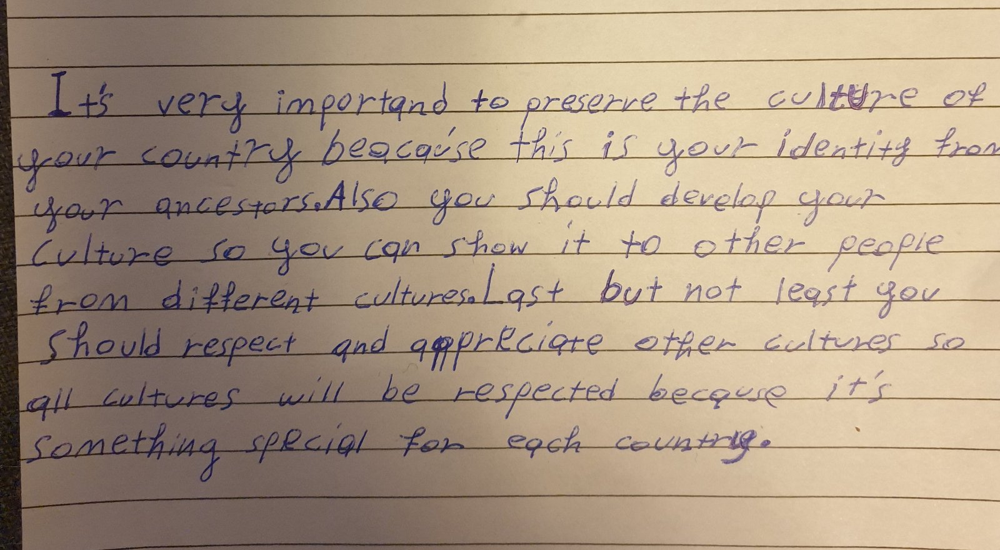 It's very importand to preserve the culture of
your country beacause this is your identity from
your ancestors.Also you should develop your
culture so you can show it to other people
from different cultures.Last but not least you
should respect and appreciate other cultures so
all cultures will be respected because it's
something special for each country.